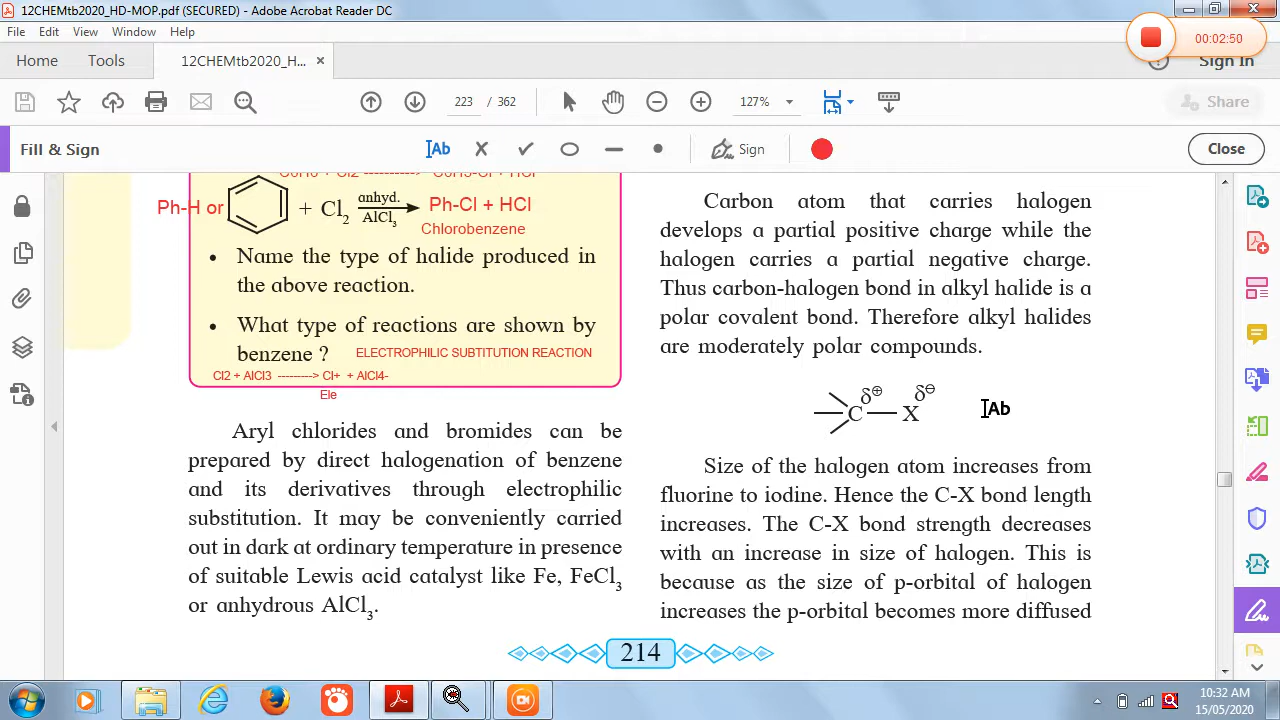 12CHEMtb2020_HD-MOP.pdf (SECURED) - Adobe Acrobat Reader DC
File Edit View Window Help
00:02:50
Home Tools 12CHEMtb2020_H... × Sign In
223 / 362 127% Share
Fill & Sign Ab Sign Close
Ph-H or + Cl2 anhyd. AlCl3 Ph-Cl + HCl
Chlorobenzene
• Name the type of halide produced in
the above reaction.
• What type of reactions are shown by
benzene ? ELECTROPHILIC SUBTITUTION REACTION
Cl2 + AlCl3 ---------> Cl+ + AlCl4-
Ele
Aryl chlorides and bromides can be
prepared by direct halogenation of benzene
and its derivatives through electrophilic
substitution. It may be conveniently carried
out in dark at ordinary temperature in presence
of suitable Lewis acid catalyst like Fe, FeCl3
or anhydrous AlCl3.
Carbon atom that carries halogen
develops a partial positive charge while the
halogen carries a partial negative charge.
Thus carbon-halogen bond in alkyl halide is a
polar covalent bond. Therefore alkyl halides
are moderately polar compounds.
δ⊕ δ⊖
C X Ab
Size of the halogen atom increases from
fluorine to iodine. Hence the C-X bond length
increases. The C-X bond strength decreases
with an increase in size of halogen. This is
because as the size of p-orbital of halogen
increases the p-orbital becomes more diffused
214
10:32 AM
15/05/2020